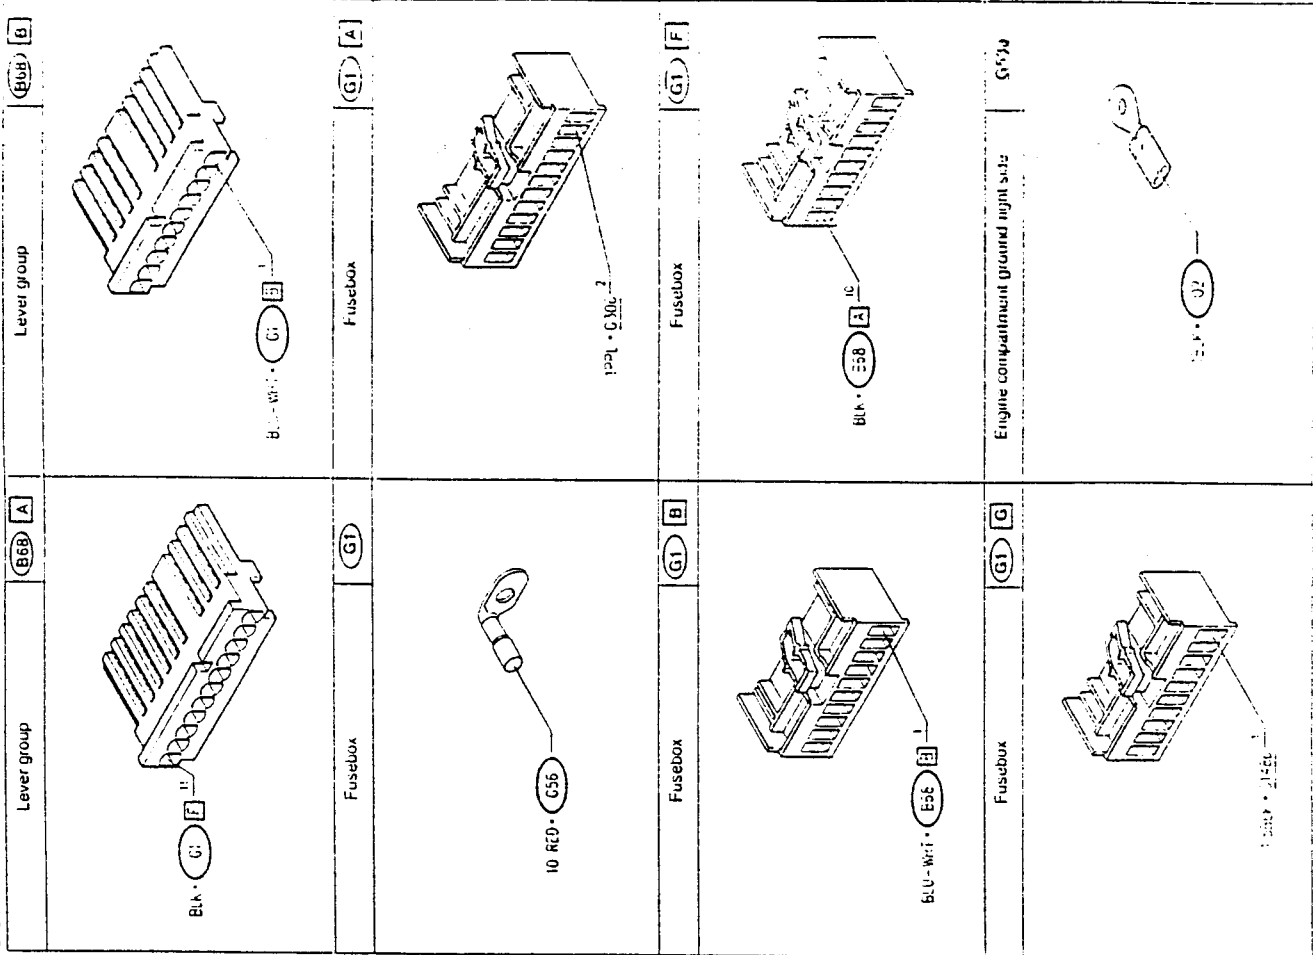 Lever group B68 A
BLK • G1 F
Lever group B68 B
BLU-WHT • G1 B 1
Fusebox G1
10 RED • G56
Fusebox G1 A
2
Fusebox G1 B
BLU-WHT • B68 B 1
Fusebox G1 F
BLK • B68 A 10
Fusebox G1 G
1
Engine compartment ground right side